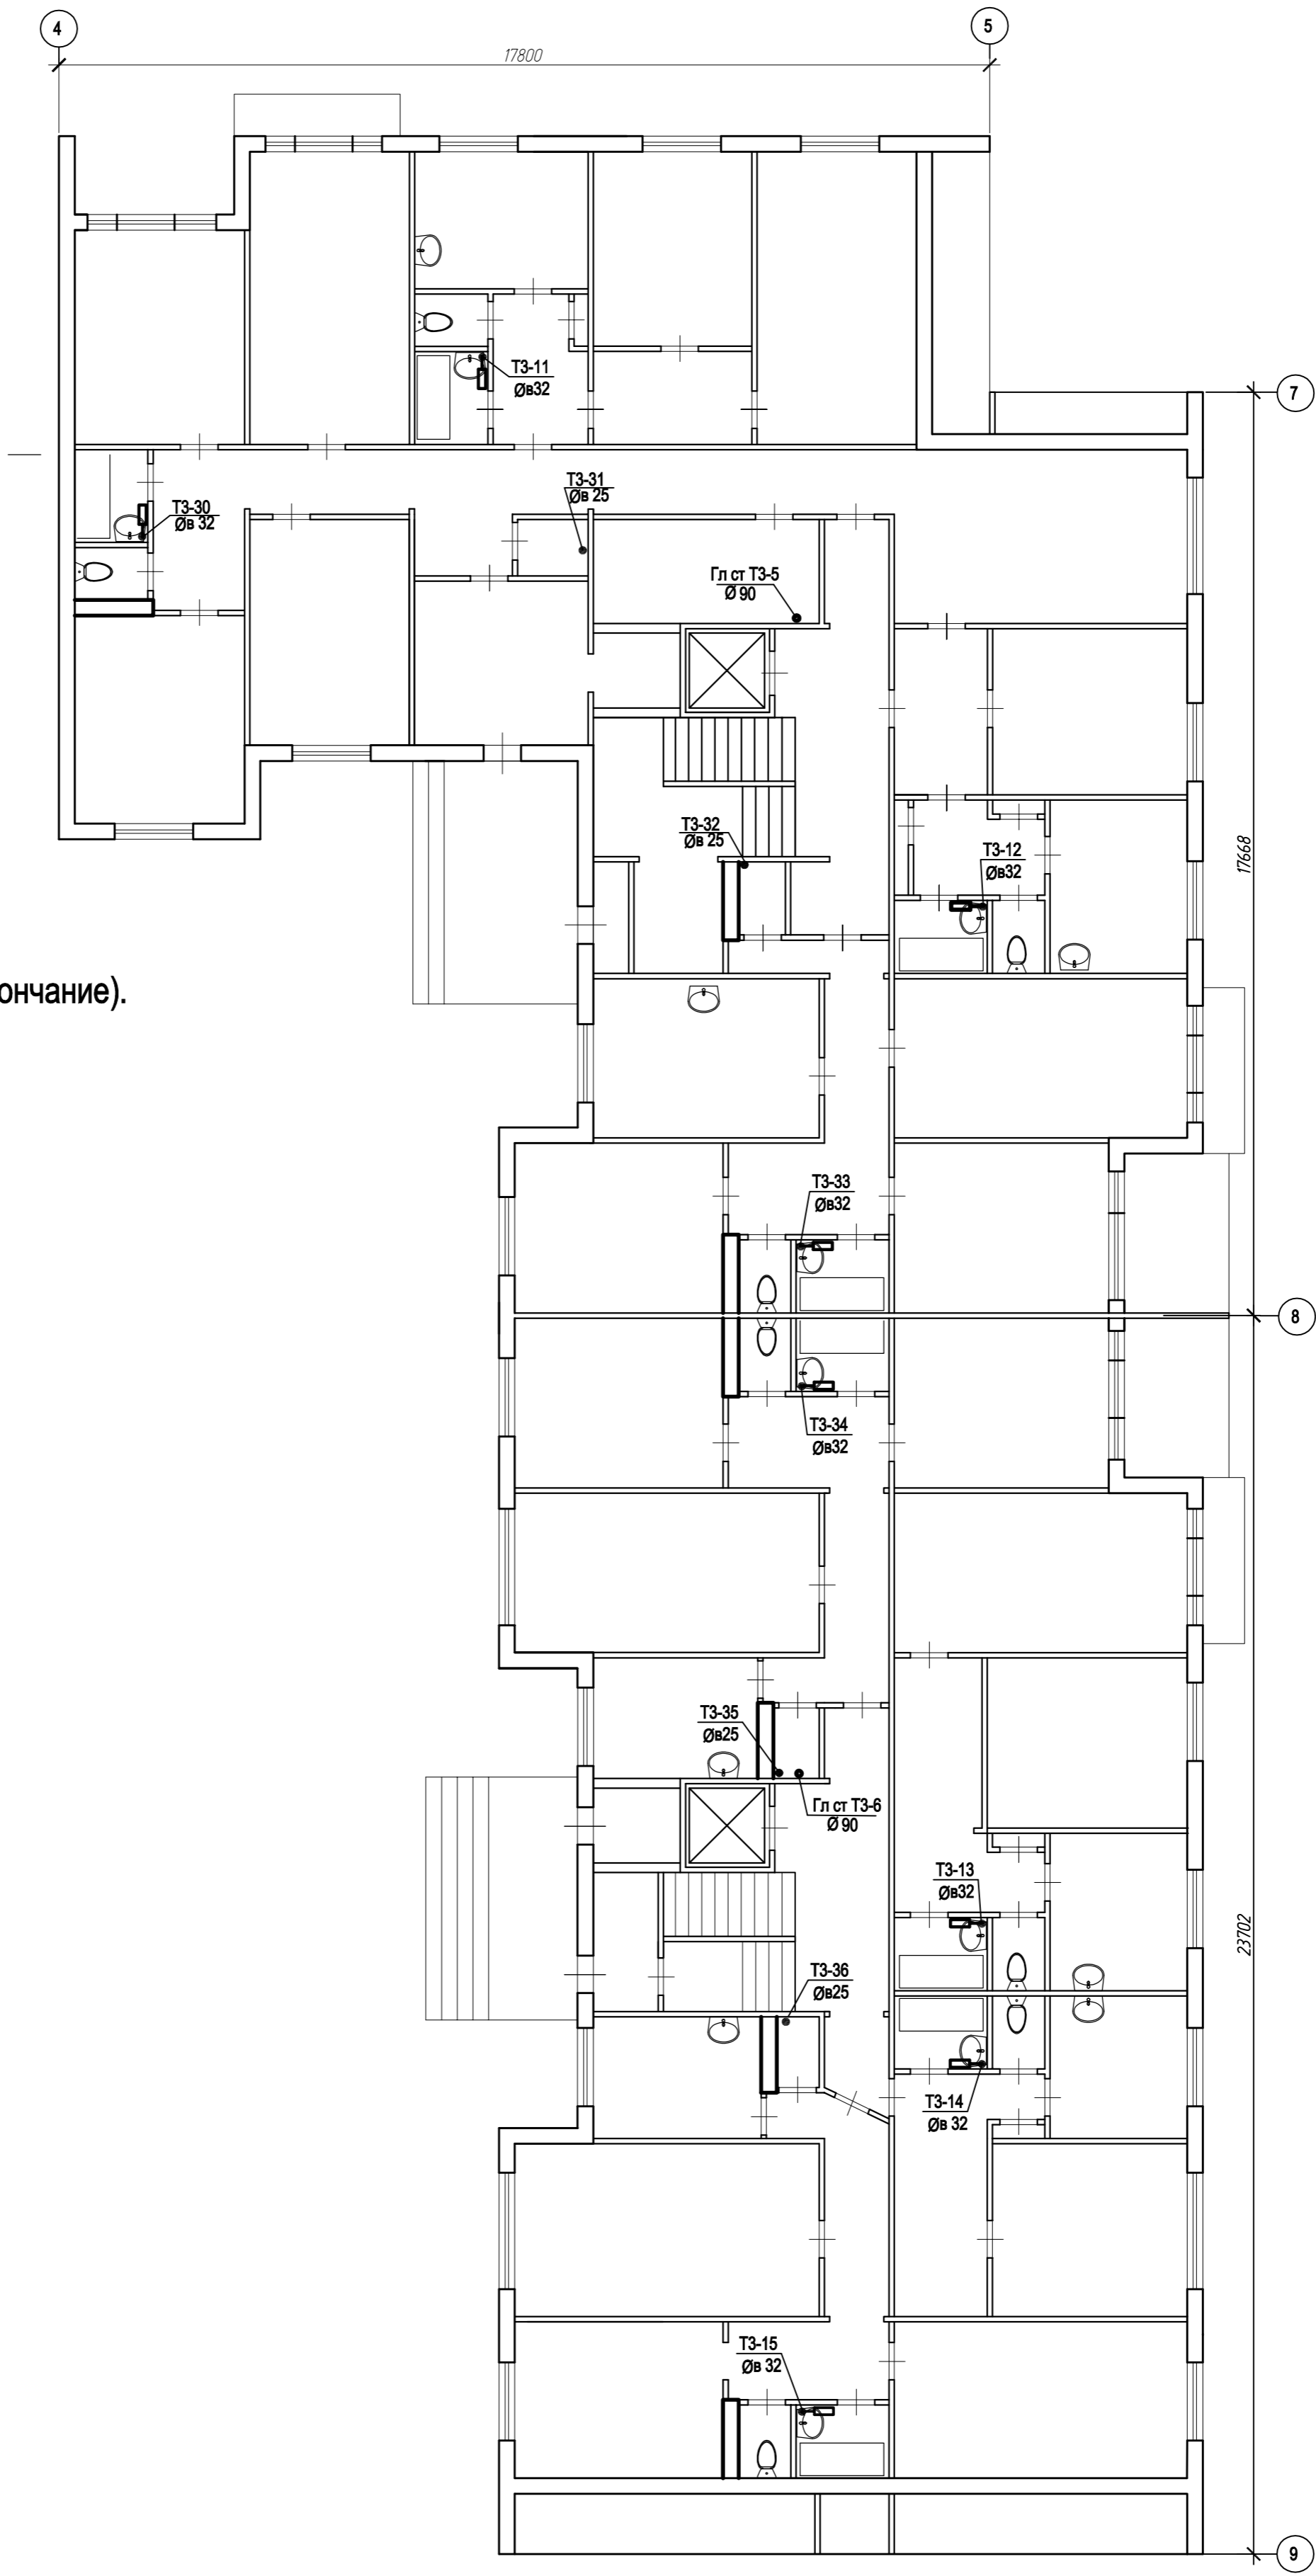 4
5
17800
7
Т3-11
Øв32
Т3-31
Øв 25
Т3-30
Øв 32
Гл ст Т3-5
Ø 90
Т3-32
Øв 25
Т3-12
Øв32
17668
ончание).
Т3-33
Øв32
8
Т3-34
Øв32
Т3-35
Øв25
Гл ст Т3-6
Ø 90
Т3-13
Øв32
23702
Т3-36
Øв25
Т3-14
Øв 32
Т3-15
Øв 32
9